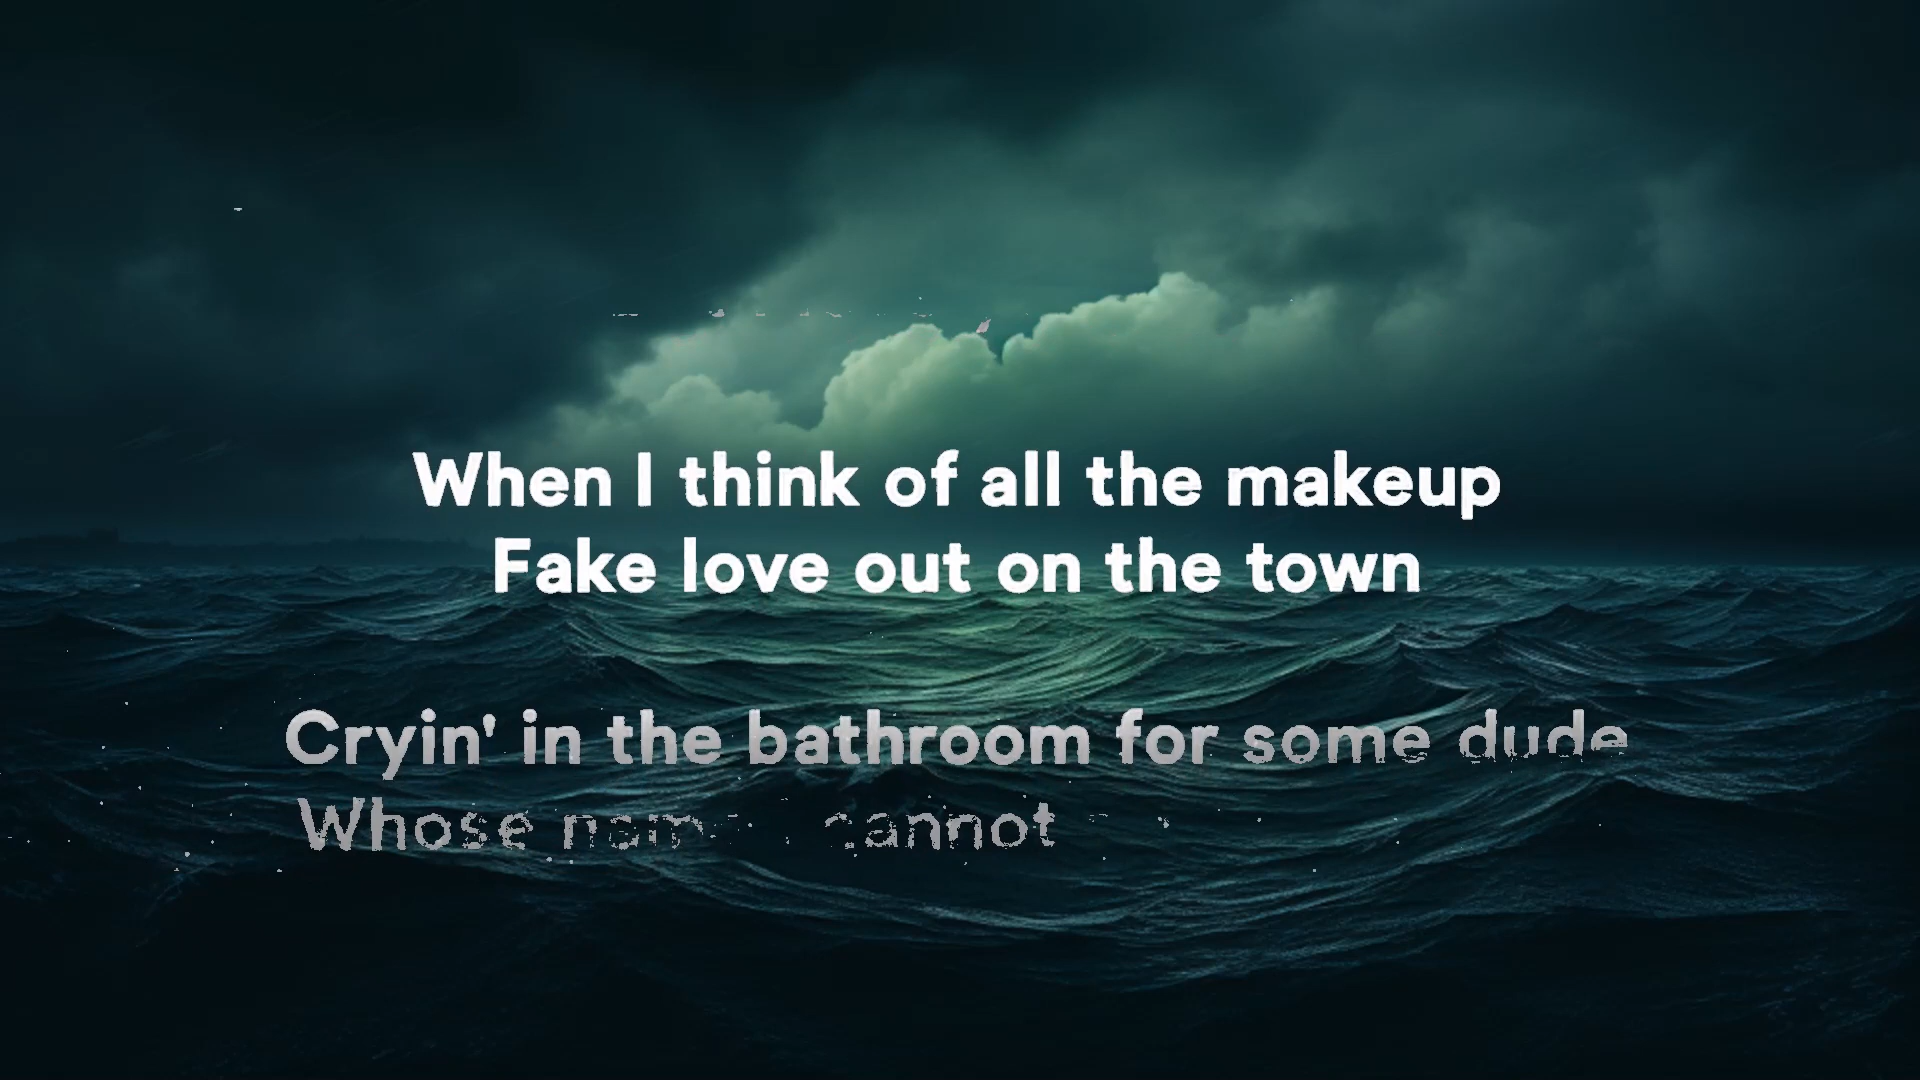 When I think of all the makeup
Fake love out on the town
Cryin' in the bathroom for some dude
Whose name cannot